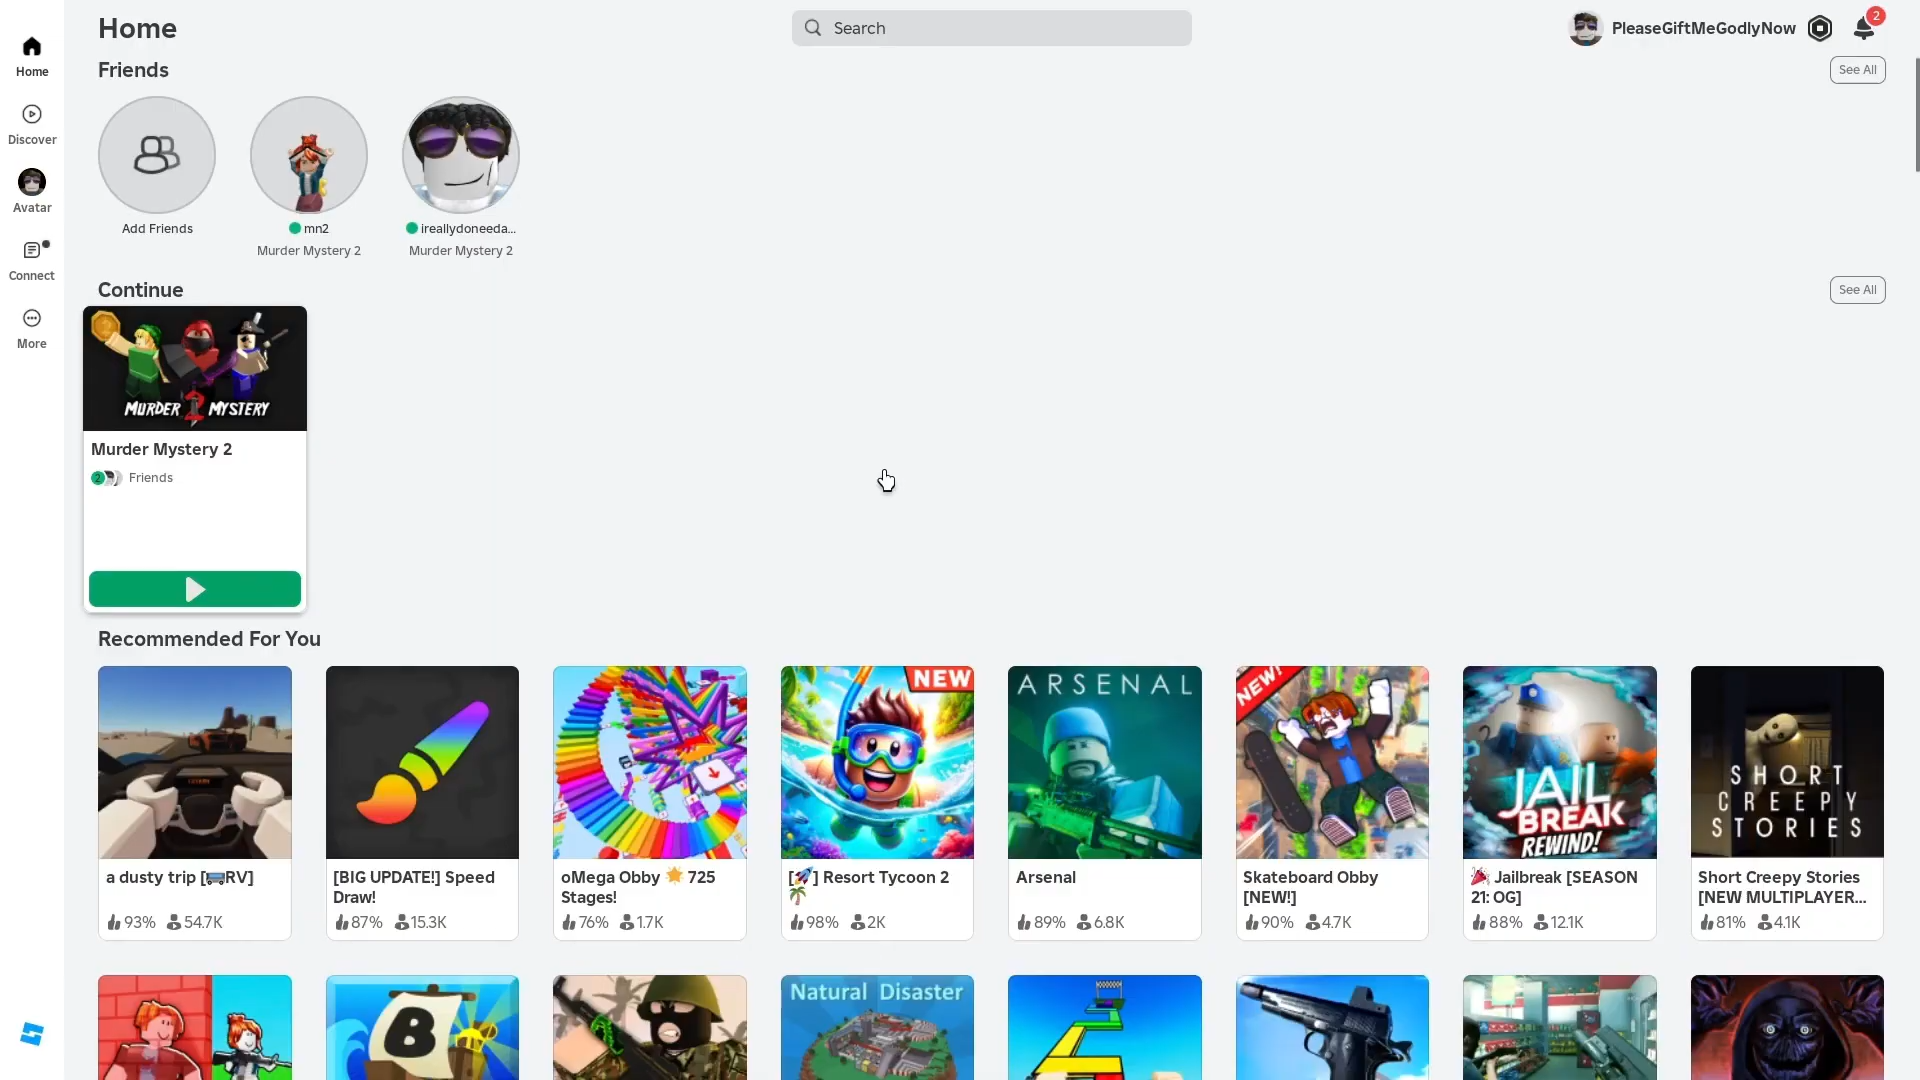 Home
Search
PleaseGiftMeGodlyNow
2
Home
Discover
Avatar
Connect
More
Friends
See All
Add Friends
mn2
Murder Mystery 2
ireallydoneeda...
Murder Mystery 2
Continue
See All
MURDER 2 MYSTERY
Murder Mystery 2
2
Friends
Recommended For You
NEW
ARSENAL
NEW!
JAIL
BREAK
REWIND!
SHORT
CREEPY
STORIES
a dusty trip [🚌RV]
93% 54.7K
[BIG UPDATE!] Speed
Draw!
87% 15.3K
oMega Obby 🌟 725
Stages!
76% 1.7K
[🚀] Resort Tycoon 2
🌴
98% 2K
Arsenal
89% 6.8K
Skateboard Obby
[NEW!]
90% 4.7K
🎉 Jailbreak [SEASON
21: OG]
88% 12.1K
Short Creepy Stories
[NEW MULTIPLAYER...
81% 4.1K
B
Natural Disaster